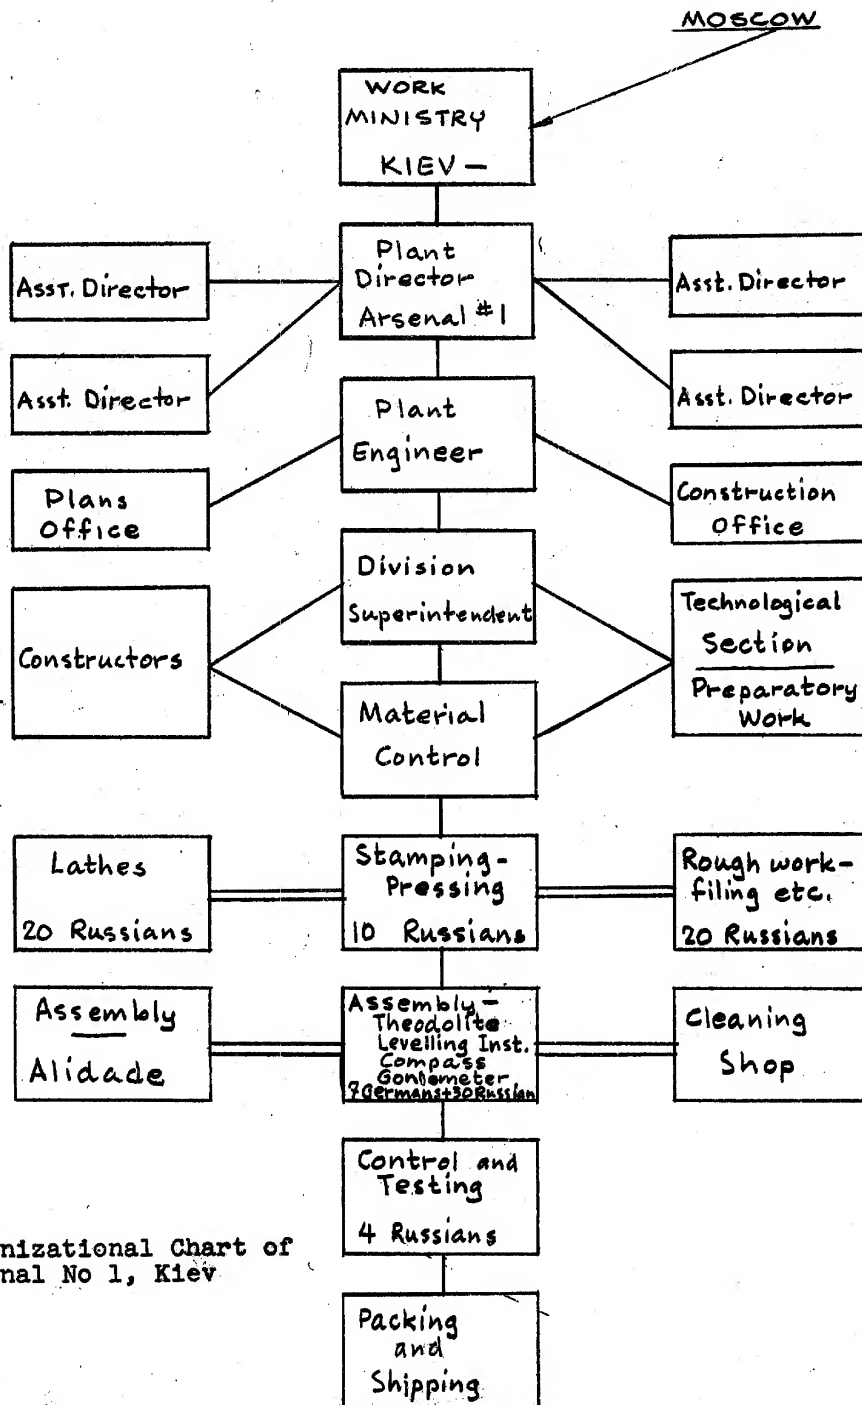 MOSCOW
WORK
MINISTRY
KIEV —
Plant
Director
Arsenal #1
Asst. Director
Asst. Director
Asst. Director
Asst. Director
Plant
Engineer
Plans
Office
Construction
Office
Division
Superintendent
Constructors
Technological
Section
Preparatory
Work
Material
Control
Lathes
20 Russians
Stamping-
Pressing
10 Russians
Rough work-
filing etc.
20 Russians
Assembly
Alidade
Assembly-
Theodolite
Levelling Inst.
Compass
Goniometer
Germans+30Russian
Cleaning
Shop
Control and
Testing
4 Russians
nizational Chart of
nal No 1, Kiev
Packing
and
Shipping